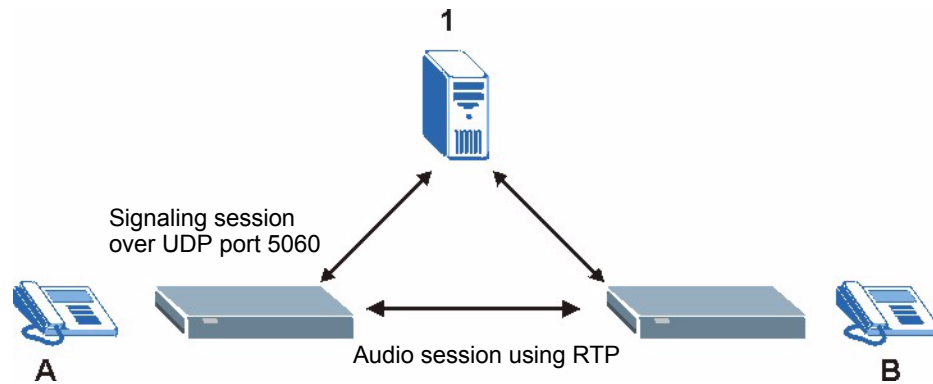 1
Signaling session
over UDP port 5060
Audio session using RTP
A
B